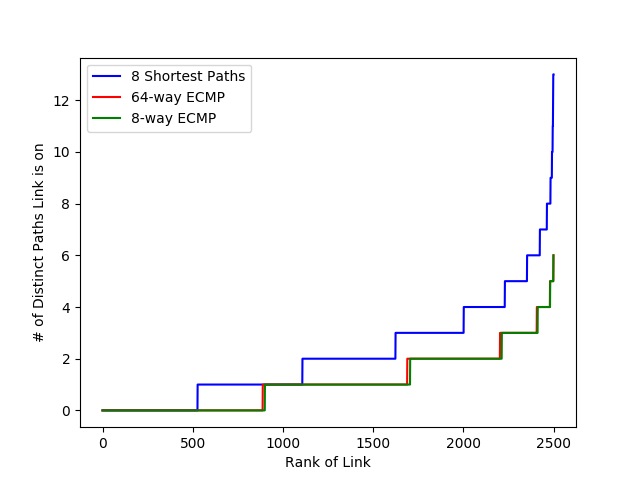 8 Shortest Paths
64-way ECMP
8-way ECMP
12
10
8
6
4
2
0
# of Distinct Paths Link is on
0 500 1000 1500 2000 2500
Rank of Link